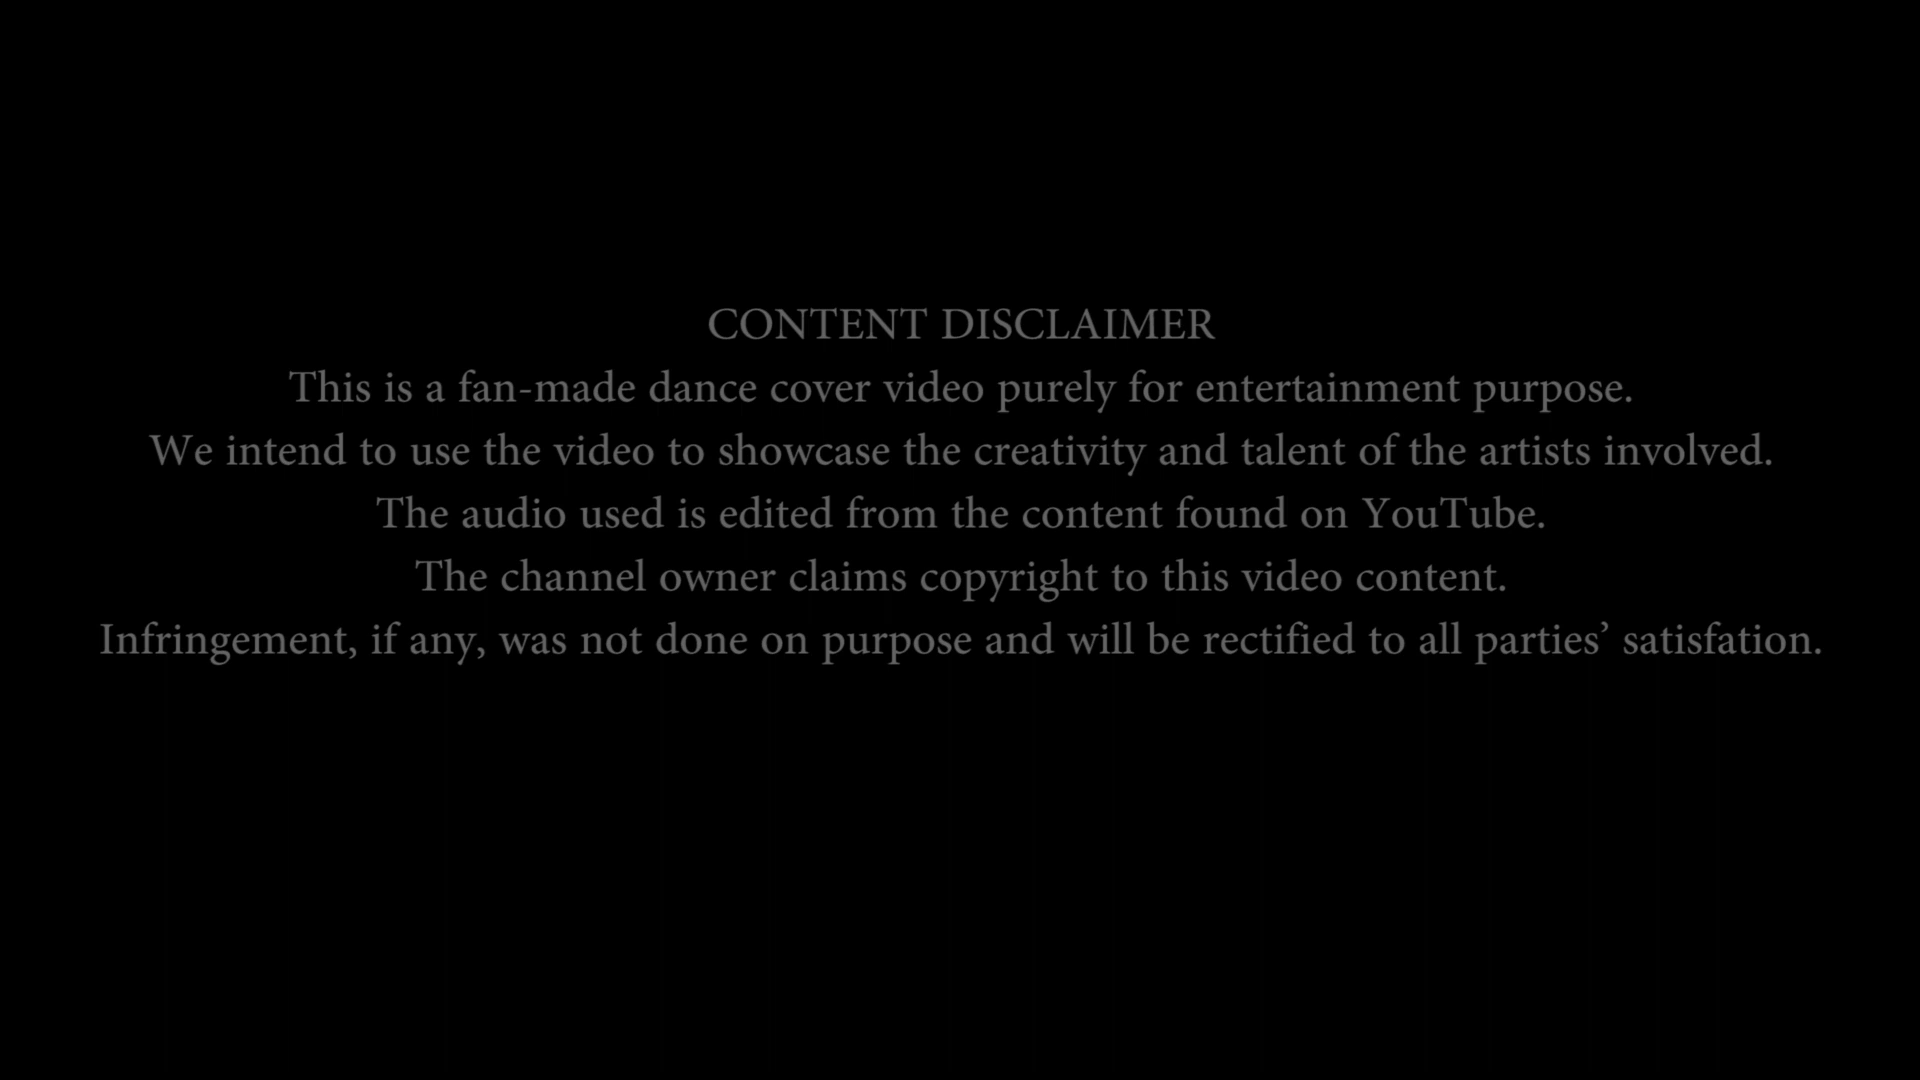 CONTENT DISCLAIMER
This is a fan-made dance cover video purely for entertainment purpose.
We intend to use the video to showcase the creativity and talent of the artists involved.
The audio used is edited from the content found on YouTube.
The channel owner claims copyright to this video content.
Infringement, if any, was not done on purpose and will be rectified to all parties’ satisfation.